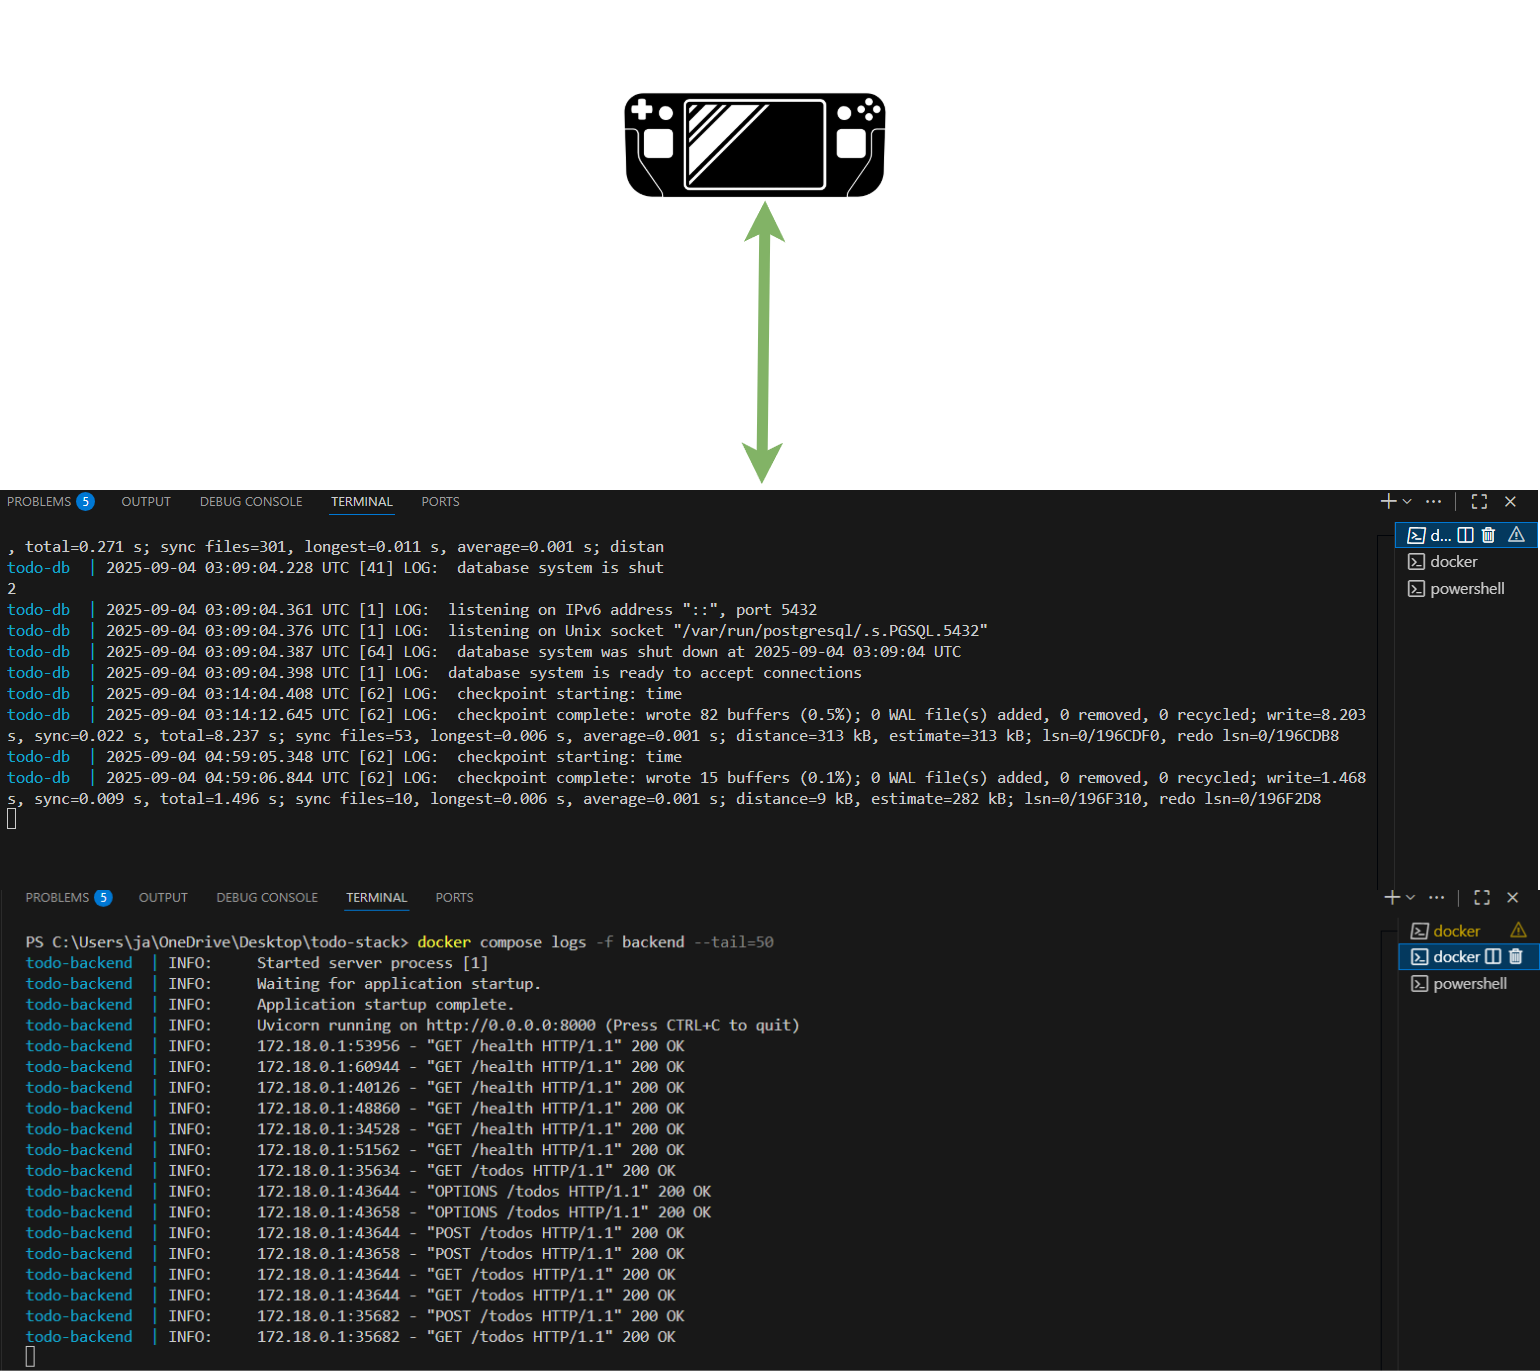 PROBLEMS 5 OUTPUT DEBUG CONSOLE TERMINAL PORTS
, total=0.271 s; sync files=301, longest=0.011 s, average=0.001 s; distan
todo-db | 2025-09-04 03:09:04.228 UTC [41] LOG: database system is shut
2
todo-db | 2025-09-04 03:09:04.361 UTC [1] LOG: listening on IPv6 address "::", port 5432
todo-db | 2025-09-04 03:09:04.376 UTC [1] LOG: listening on Unix socket "/var/run/postgresql/.s.PGSQL.5432"
todo-db | 2025-09-04 03:09:04.387 UTC [64] LOG: database system was shut down at 2025-09-04 03:09:04 UTC
todo-db | 2025-09-04 03:09:04.398 UTC [1] LOG: database system is ready to accept connections
todo-db | 2025-09-04 03:14:04.408 UTC [62] LOG: checkpoint starting: time
todo-db | 2025-09-04 03:14:12.645 UTC [62] LOG: checkpoint complete: wrote 82 buffers (0.5%); 0 WAL file(s) added, 0 removed, 0 recycled; write=8.203
s, sync=0.022 s, total=8.237 s; sync files=53, longest=0.006 s, average=0.001 s; distance=313 kB, estimate=313 kB; lsn=0/196CDF0, redo lsn=0/196CDB8
todo-db | 2025-09-04 04:59:05.348 UTC [62] LOG: checkpoint starting: time
todo-db | 2025-09-04 04:59:06.844 UTC [62] LOG: checkpoint complete: wrote 15 buffers (0.1%); 0 WAL file(s) added, 0 removed, 0 recycled; write=1.468
s, sync=0.009 s, total=1.496 s; sync files=10, longest=0.006 s, average=0.001 s; distance=9 kB, estimate=282 kB; lsn=0/196F310, redo lsn=0/196F2D8
d...
docker
powershell
PROBLEMS 5 OUTPUT DEBUG CONSOLE TERMINAL PORTS
PS C:\Users\ja\OneDrive\Desktop\todo-stack> docker compose logs -f backend --tail=50
todo-backend | INFO: Started server process [1]
todo-backend | INFO: Waiting for application startup.
todo-backend | INFO: Application startup complete.
todo-backend | INFO: Uvicorn running on http://0.0.0.0:8000 (Press CTRL+C to quit)
todo-backend | INFO: 172.18.0.1:53956 - "GET /health HTTP/1.1" 200 OK
todo-backend | INFO: 172.18.0.1:60944 - "GET /health HTTP/1.1" 200 OK
todo-backend | INFO: 172.18.0.1:40126 - "GET /health HTTP/1.1" 200 OK
todo-backend | INFO: 172.18.0.1:48860 - "GET /health HTTP/1.1" 200 OK
todo-backend | INFO: 172.18.0.1:34528 - "GET /health HTTP/1.1" 200 OK
todo-backend | INFO: 172.18.0.1:51562 - "GET /health HTTP/1.1" 200 OK
todo-backend | INFO: 172.18.0.1:35634 - "GET /todos HTTP/1.1" 200 OK
todo-backend | INFO: 172.18.0.1:43644 - "OPTIONS /todos HTTP/1.1" 200 OK
todo-backend | INFO: 172.18.0.1:43658 - "OPTIONS /todos HTTP/1.1" 200 OK
todo-backend | INFO: 172.18.0.1:43644 - "POST /todos HTTP/1.1" 200 OK
todo-backend | INFO: 172.18.0.1:43658 - "POST /todos HTTP/1.1" 200 OK
todo-backend | INFO: 172.18.0.1:43644 - "GET /todos HTTP/1.1" 200 OK
todo-backend | INFO: 172.18.0.1:43644 - "GET /todos HTTP/1.1" 200 OK
todo-backend | INFO: 172.18.0.1:35682 - "POST /todos HTTP/1.1" 200 OK
todo-backend | INFO: 172.18.0.1:35682 - "GET /todos HTTP/1.1" 200 OK
docker
docker
powershell